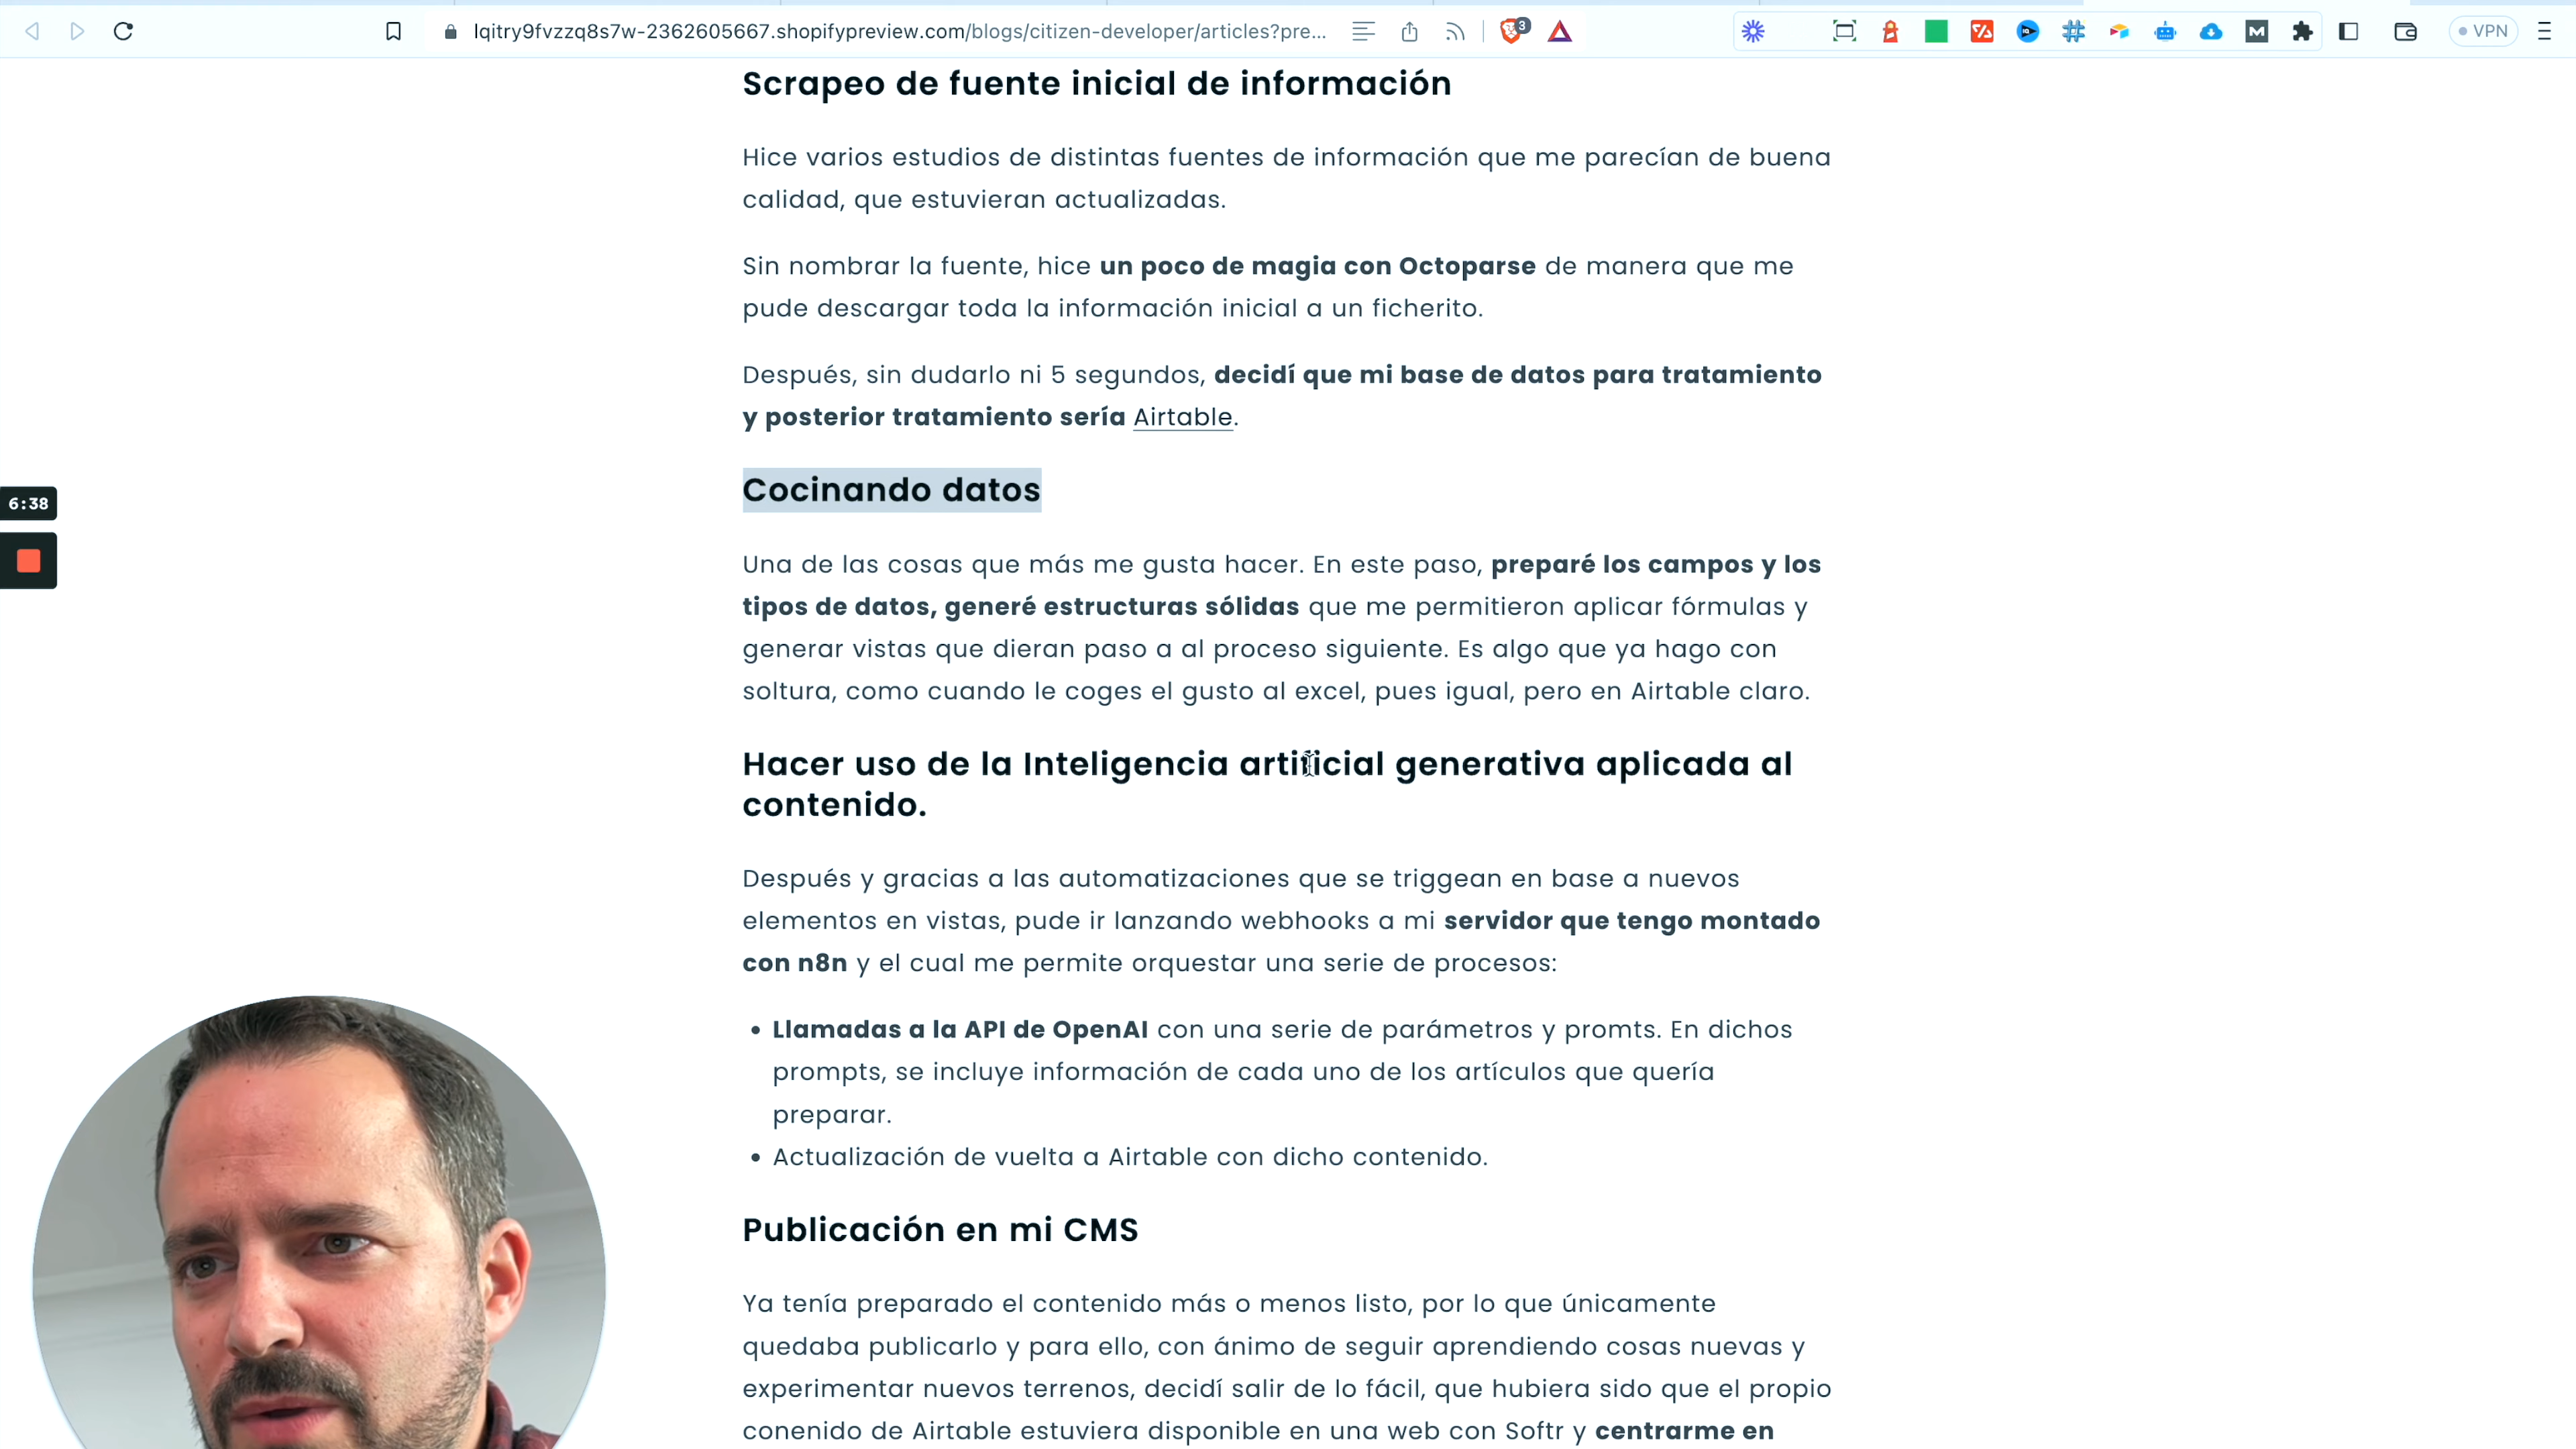 lqitry9fvzzq8s7w-2362605667.shopifypreview.com/blogs/citizen-developer/articles?pre...
3
VPN
Scrapeo de fuente inicial de información
Hice varios estudios de distintas fuentes de información que me parecían de buena
calidad, que estuvieran actualizadas.
Sin nombrar la fuente, hice un poco de magia con Octoparse de manera que me
pude descargar toda la información inicial a un ficherito.
Después, sin dudarlo ni 5 segundos, decidí que mi base de datos para tratamiento
y posterior tratamiento sería Airtable.
Cocinando datos
6:38
Una de las cosas que más me gusta hacer. En este paso, preparé los campos y los
tipos de datos, generé estructuras sólidas que me permitieron aplicar fórmulas y
generar vistas que dieran paso a al proceso siguiente. Es algo que ya hago con
soltura, como cuando le coges el gusto al excel, pues igual, pero en Airtable claro.
Hacer uso de la Inteligencia artificial generativa aplicada al
contenido.
Después y gracias a las automatizaciones que se triggean en base a nuevos
elementos en vistas, pude ir lanzando webhooks a mi servidor que tengo montado
con n8n y el cual me permite orquestar una serie de procesos:
• Llamadas a la API de OpenAI con una serie de parámetros y promts. En dichos
prompts, se incluye información de cada uno de los artículos que quería
preparar.
• Actualización de vuelta a Airtable con dicho contenido.
Publicación en mi CMS
Ya tenía preparado el contenido más o menos listo, por lo que únicamente
quedaba publicarlo y para ello, con ánimo de seguir aprendiendo cosas nuevas y
experimentar nuevos terrenos, decidí salir de lo fácil, que hubiera sido que el propio
conenido de Airtable estuviera disponible en una web con Softr y centrarme en